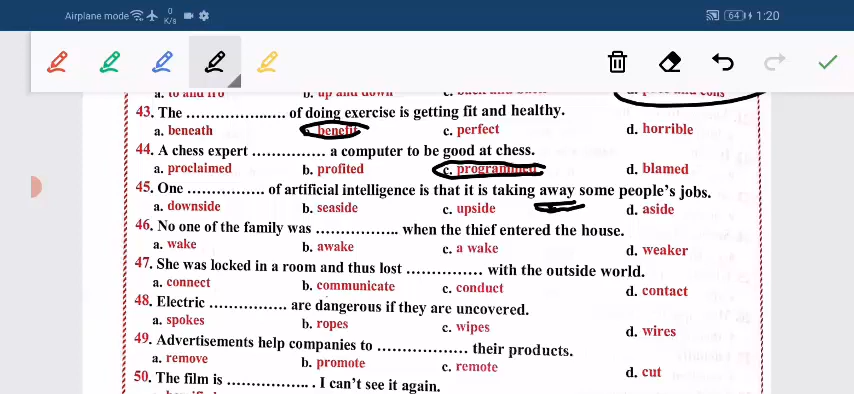 Airplane mode 0 K/s 64 1:20
a. to and fro b. up and down c. back and d. and cons
43. The ..................... of doing exercise is getting fit and healthy.
a. beneath b. benefit c. perfect d. horrible
44. A chess expert ............... a computer to be good at chess.
a. proclaimed b. profited c. programmed d. blamed
45. One ................ of artificial intelligence is that it is taking away some people's jobs.
a. downside b. seaside c. upside d. aside
46. No one of the family was ................. when the thief entered the house.
a. wake b. awake c. a wake d. weaker
47. She was locked in a room and thus lost ............... with the outside world.
a. connect b. communicate c. conduct d. contact
48. Electric ................ are dangerous if they are uncovered.
a. spokes b. ropes c. wipes d. wires
49. Advertisements help companies to ................... their products.
a. remove b. promote c. remote d. cut
50. The film is ................. . I can't see it again.